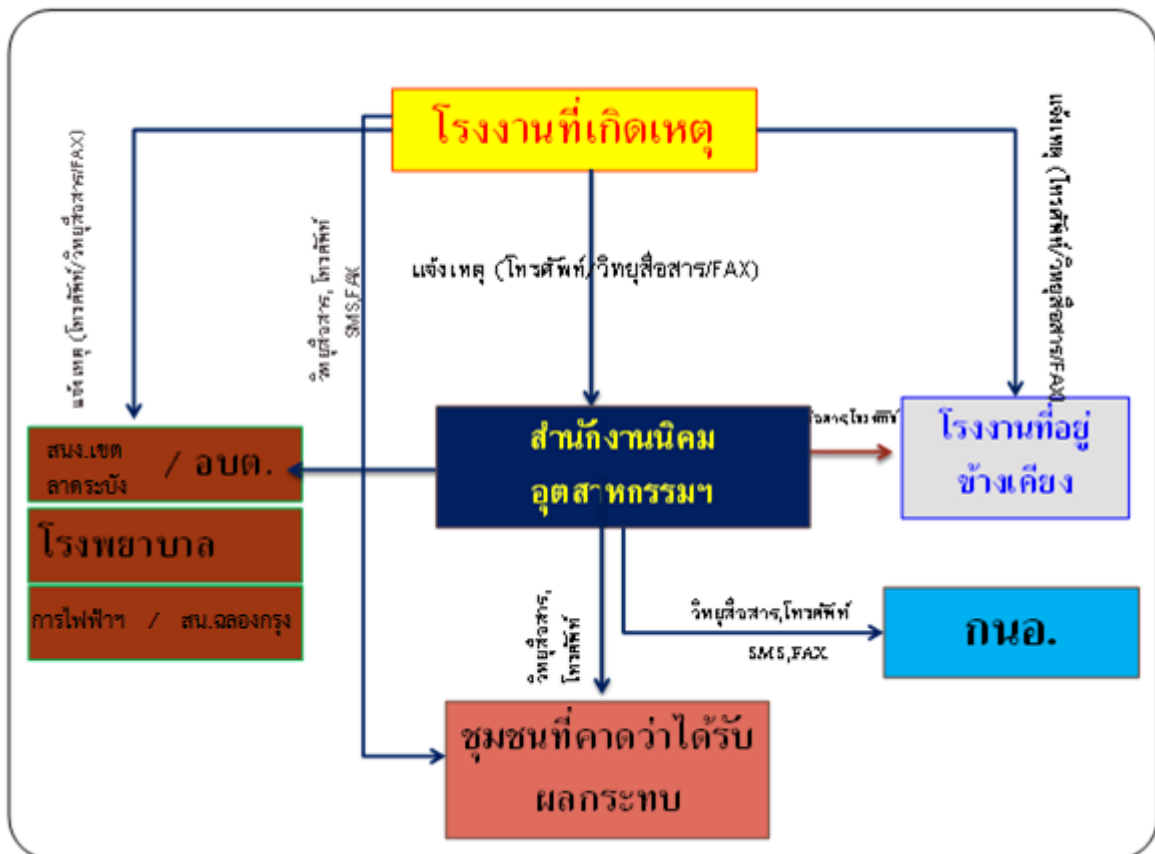 โรงงานที่เกิดเหตุ
แจ้งเหตุ (โทรศัพท์/วิทยุสื่อสาร/FAX)
วิทยุสื่อสาร, โทรศัพท์
SMS,FAX
แจ้งเหตุ (โทรศัพท์/วิทยุสื่อสาร/FAX)
แจ้งเหตุ (โทรศัพท์/วิทยุสื่อสาร/FAX)
สนง.เขต
ลาดระบัง
/ อบต.
โรงพยาบาล
การไฟฟ้าฯ / สน.ฉลองกรุง
สำนักงานนิคม
อุตสาหกรรมฯ
โรงงานที่อยู่
ข้างเคียง
วิทยุสื่อสาร,
โทรศัพท์
วิทยุสื่อสาร,โทรศัพท์
SMS,FAX
กนอ.
ชุมชนที่คาดว่าได้รับ
ผลกระทบ